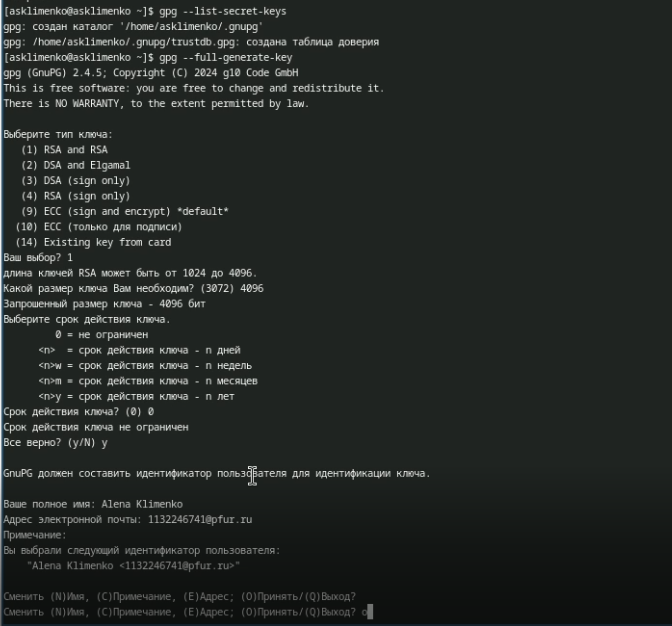 [asklimenko@asklimenko ~]$ gpg --list-secret-keys
gpg: создан каталог '/home/asklimenko/.gnupg'
gpg: /home/asklimenko/.gnupg/trustdb.gpg: создана таблица доверия
[asklimenko@asklimenko ~]$ gpg --full-generate-key
gpg (GnuPG) 2.4.5; Copyright (C) 2024 g10 Code GmbH
This is free software: you are free to change and redistribute it.
There is NO WARRANTY, to the extent permitted by law.
Выберите тип ключа:
(1) RSA and RSA
(2) DSA and Elgamal
(3) DSA (sign only)
(4) RSA (sign only)
(9) ECC (sign and encrypt) *default*
(10) ECC (только для подписи)
(14) Existing key from card
Ваш выбор? 1
длина ключей RSA может быть от 1024 до 4096.
Какой размер ключа Вам необходим? (3072) 4096
Запрошенный размер ключа - 4096 бит
Выберите срок действия ключа.
0 = не ограничен
<n> = срок действия ключа - n дней
<n>w = срок действия ключа - n недель
<n>m = срок действия ключа - n месяцев
<n>y = срок действия ключа - n лет
Срок действия ключа? (0) 0
Срок действия ключа не ограничен
Все верно? (y/N) y
GnuPG должен составить идентификатор пользователя для идентификации ключа.
Ваше полное имя: Alena Klimenko
Адрес электронной почты: 1132246741@pfur.ru
Примечание:
Вы выбрали следующий идентификатор пользователя:
"Alena Klimenko <1132246741@pfur.ru>"
Сменить (N)Имя, (C)Примечание, (E)Адрес; (O)Принять/(Q)Выход?
Сменить (N)Имя, (C)Примечание, (E)Адрес; (O)Принять/(Q)Выход? o